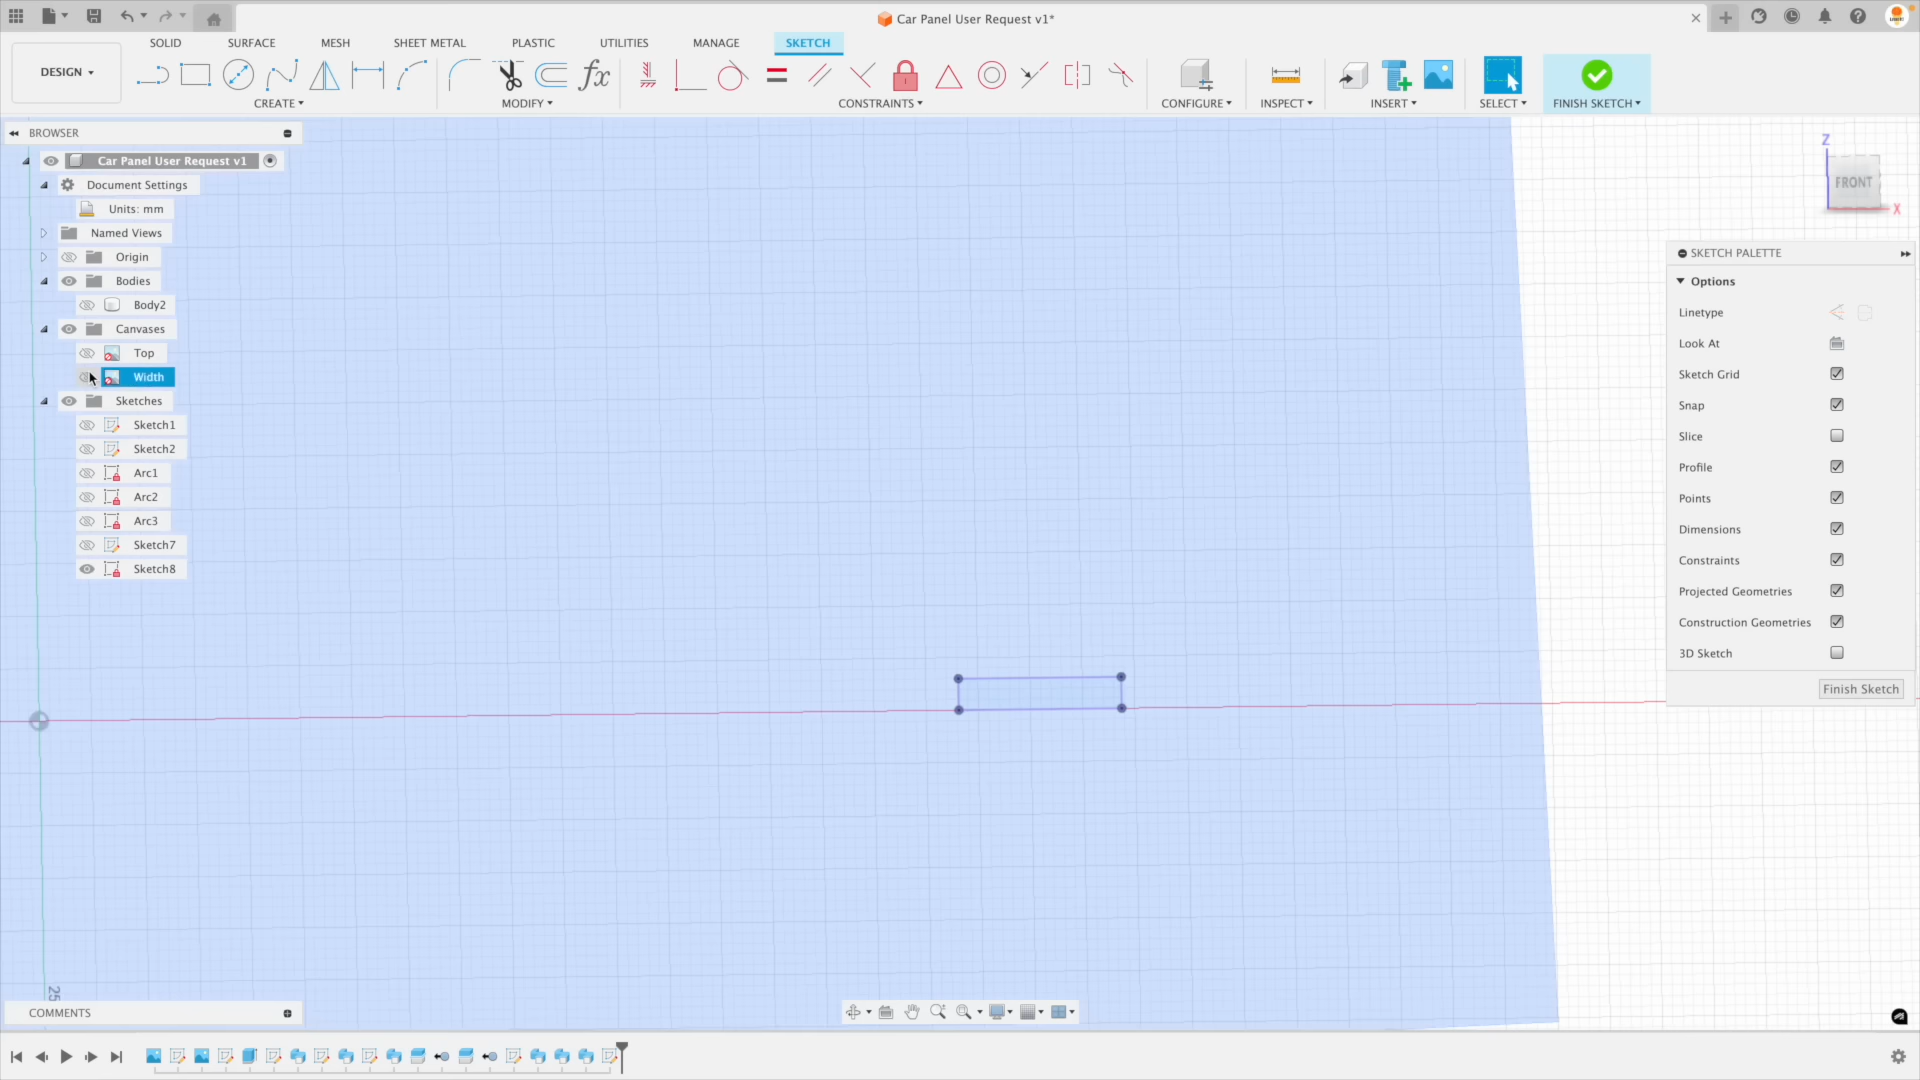 Car Panel User Request v1*
DESIGN
SOLID
SURFACE
MESH
SHEET METAL
PLASTIC
UTILITIES
MANAGE
SKETCH
fx
CREATE
MODIFY
CONSTRAINTS
CONFIGURE
INSPECT
INSERT
SELECT
FINISH SKETCH
BROWSER
Car Panel User Request v1
Document Settings
Units: mm
Named Views
Origin
Bodies
Body2
Canvases
Top
Width
Sketches
Sketch1
Sketch2
Arc1
Arc2
Arc3
Sketch7
Sketch8
Z
FRONT
X
SKETCH PALETTE
Options
Linetype
Look At
Sketch Grid
Snap
Slice
Profile
Points
Dimensions
Constraints
Projected Geometries
Construction Geometries
3D Sketch
Finish Sketch
25
COMMENTS